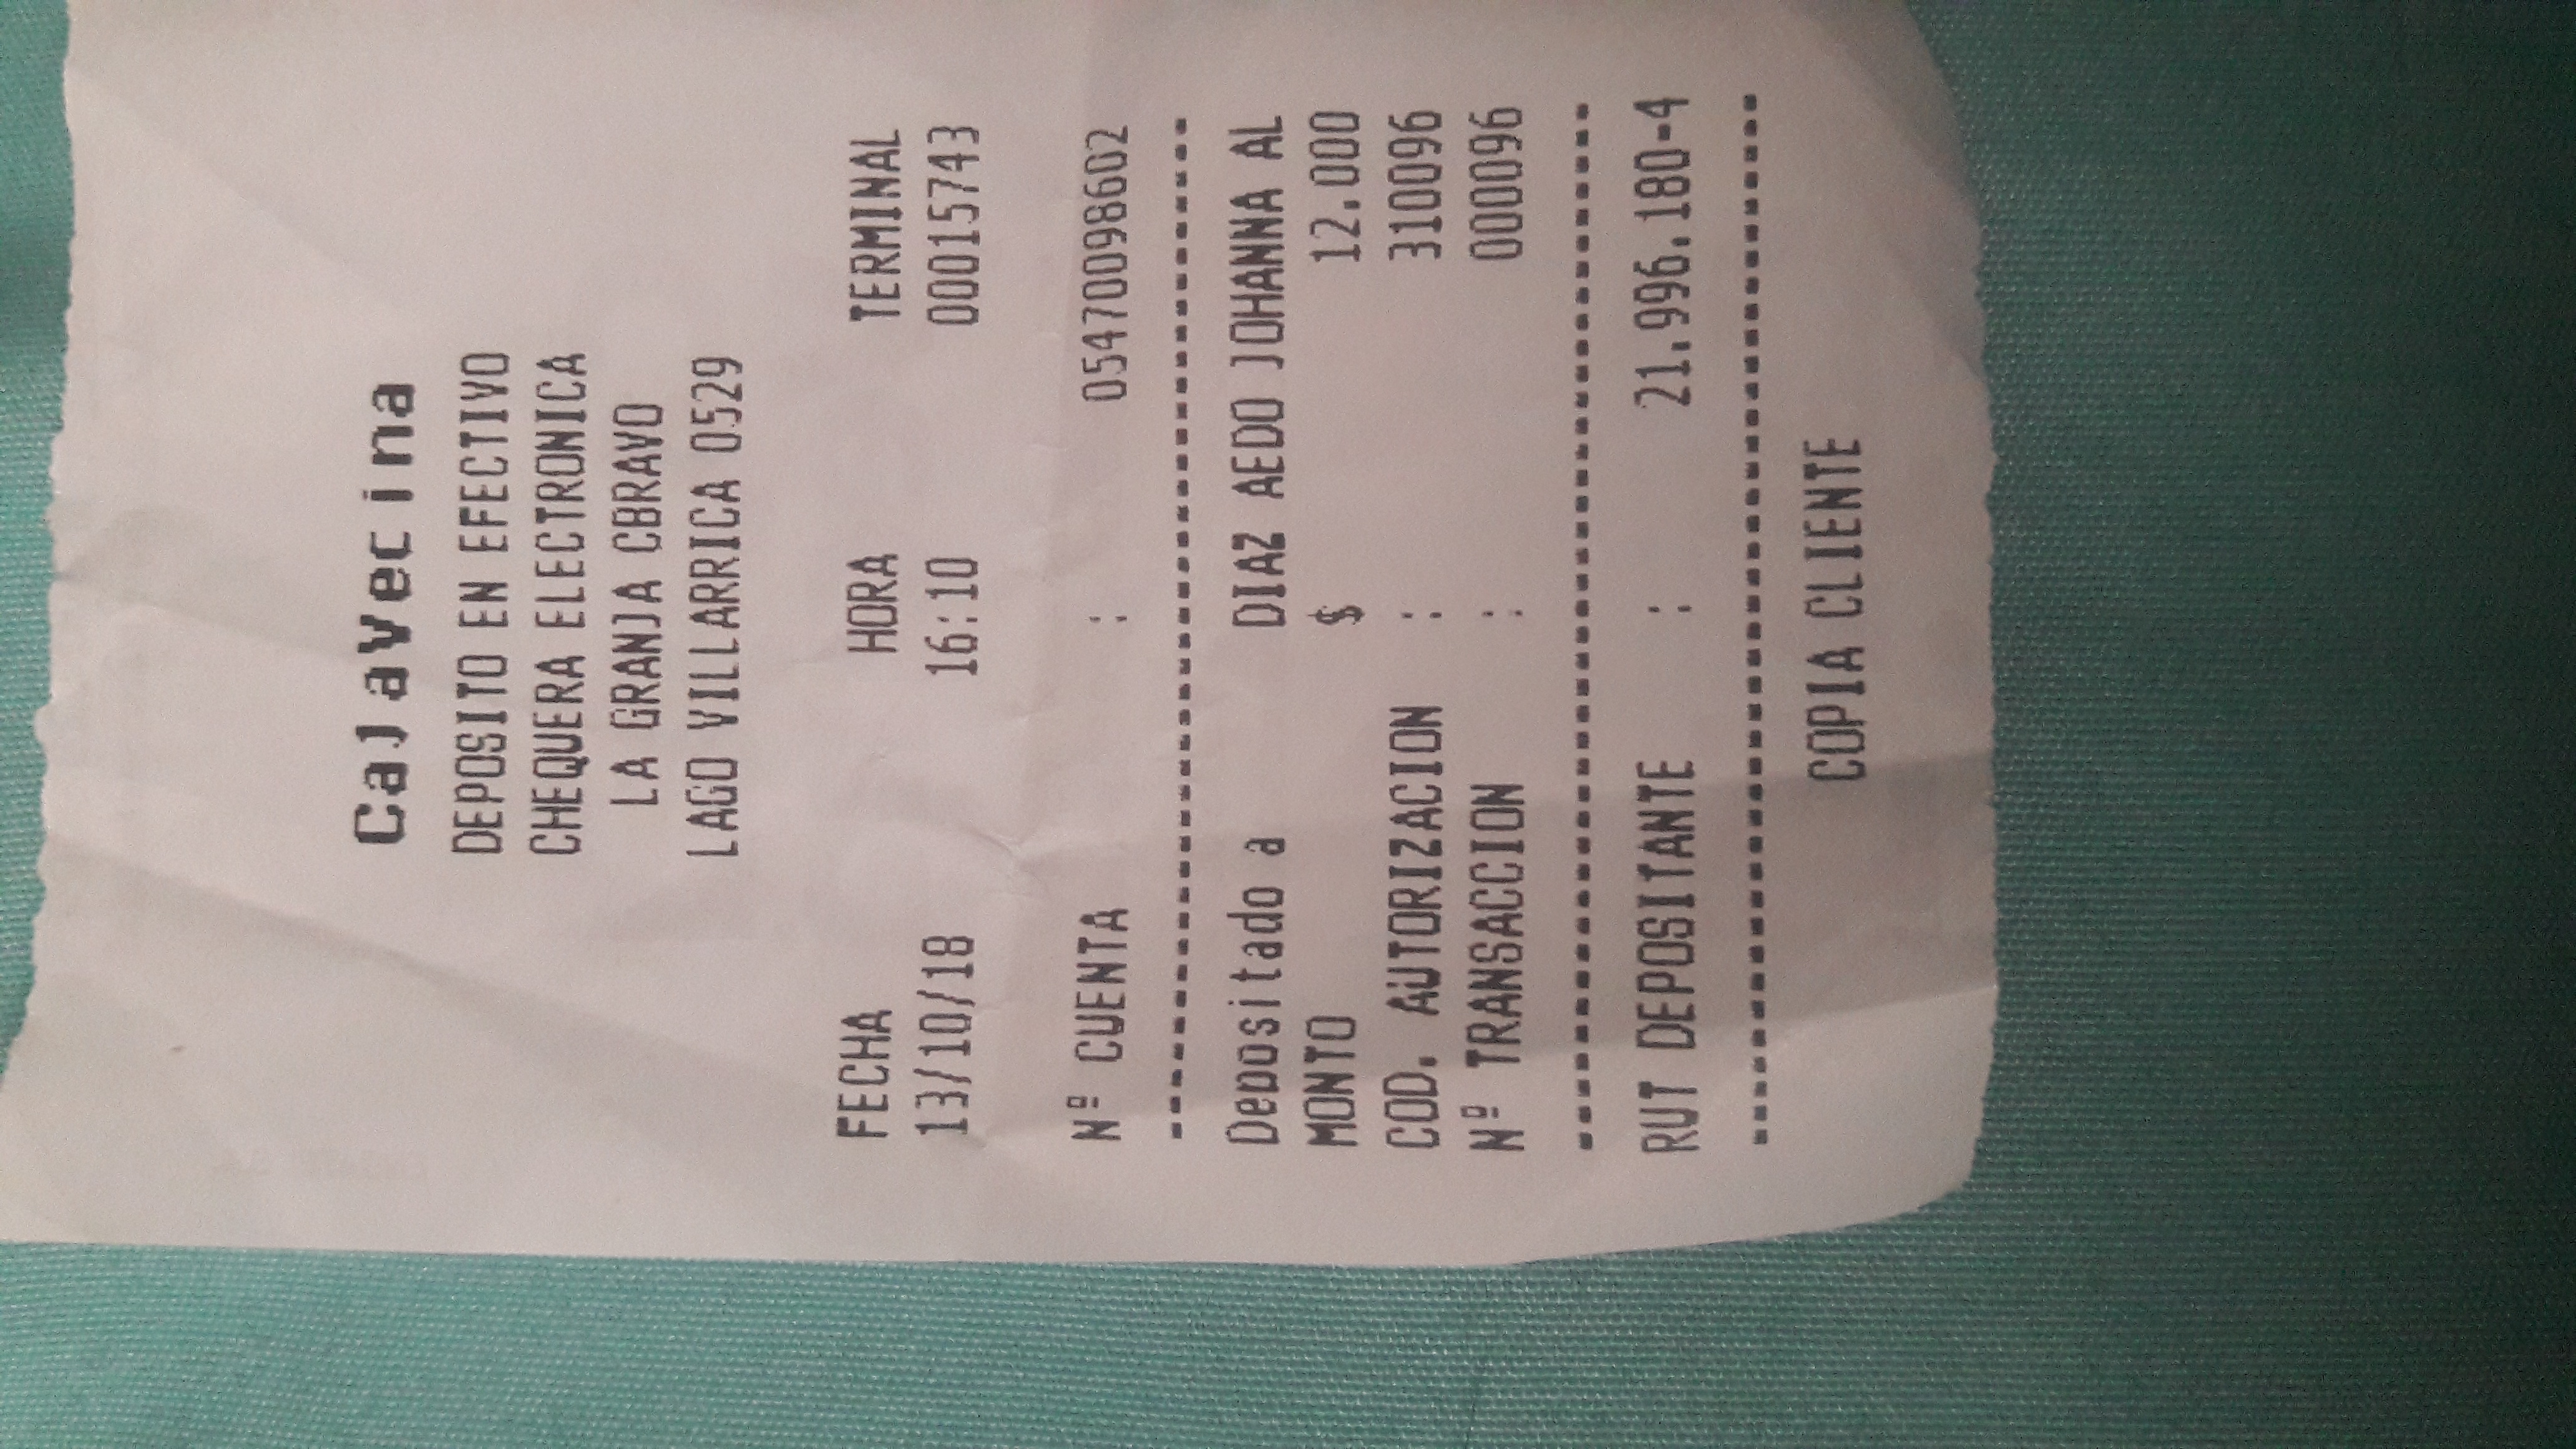 CaJaVecina
DEPOSITO EN EFECTIVO
CHEQUERA ELECTRONICA
LA GRANJA CBRAVO
LAGO VILLARRICA 0529
FECHA HORA TERMINAL
13/10/18 16:10 00015743
Nº CUENTA : 05470098602
Depositado a DIAZ AEDO JOHANNA AL
MONTO $ 12.000
COD. AUTORIZACION : 310096
Nº TRANSACCION : 000096
RUT DEPOSITANTE : 21.996.180-4
COPIA CLIENTE